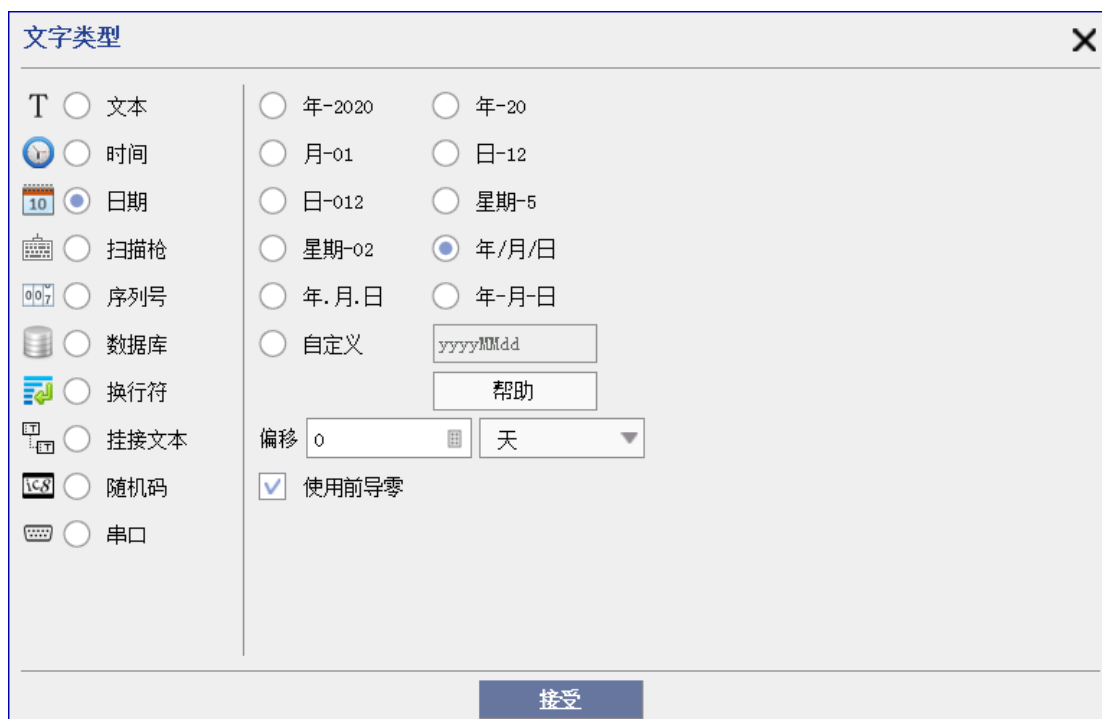 文字类型
T 文本 年-2020 年-20
时间 月-01 日-12
10 日期 日-012 星期-5
扫描枪 星期-02 年/月/日
007 序列号 年.月.日 年-月-日
数据库 自定义 yyyyMMdd
换行符 帮助
T T 挂接文本 偏移 0 天
ic8 随机码 使用前导零
串口
接受